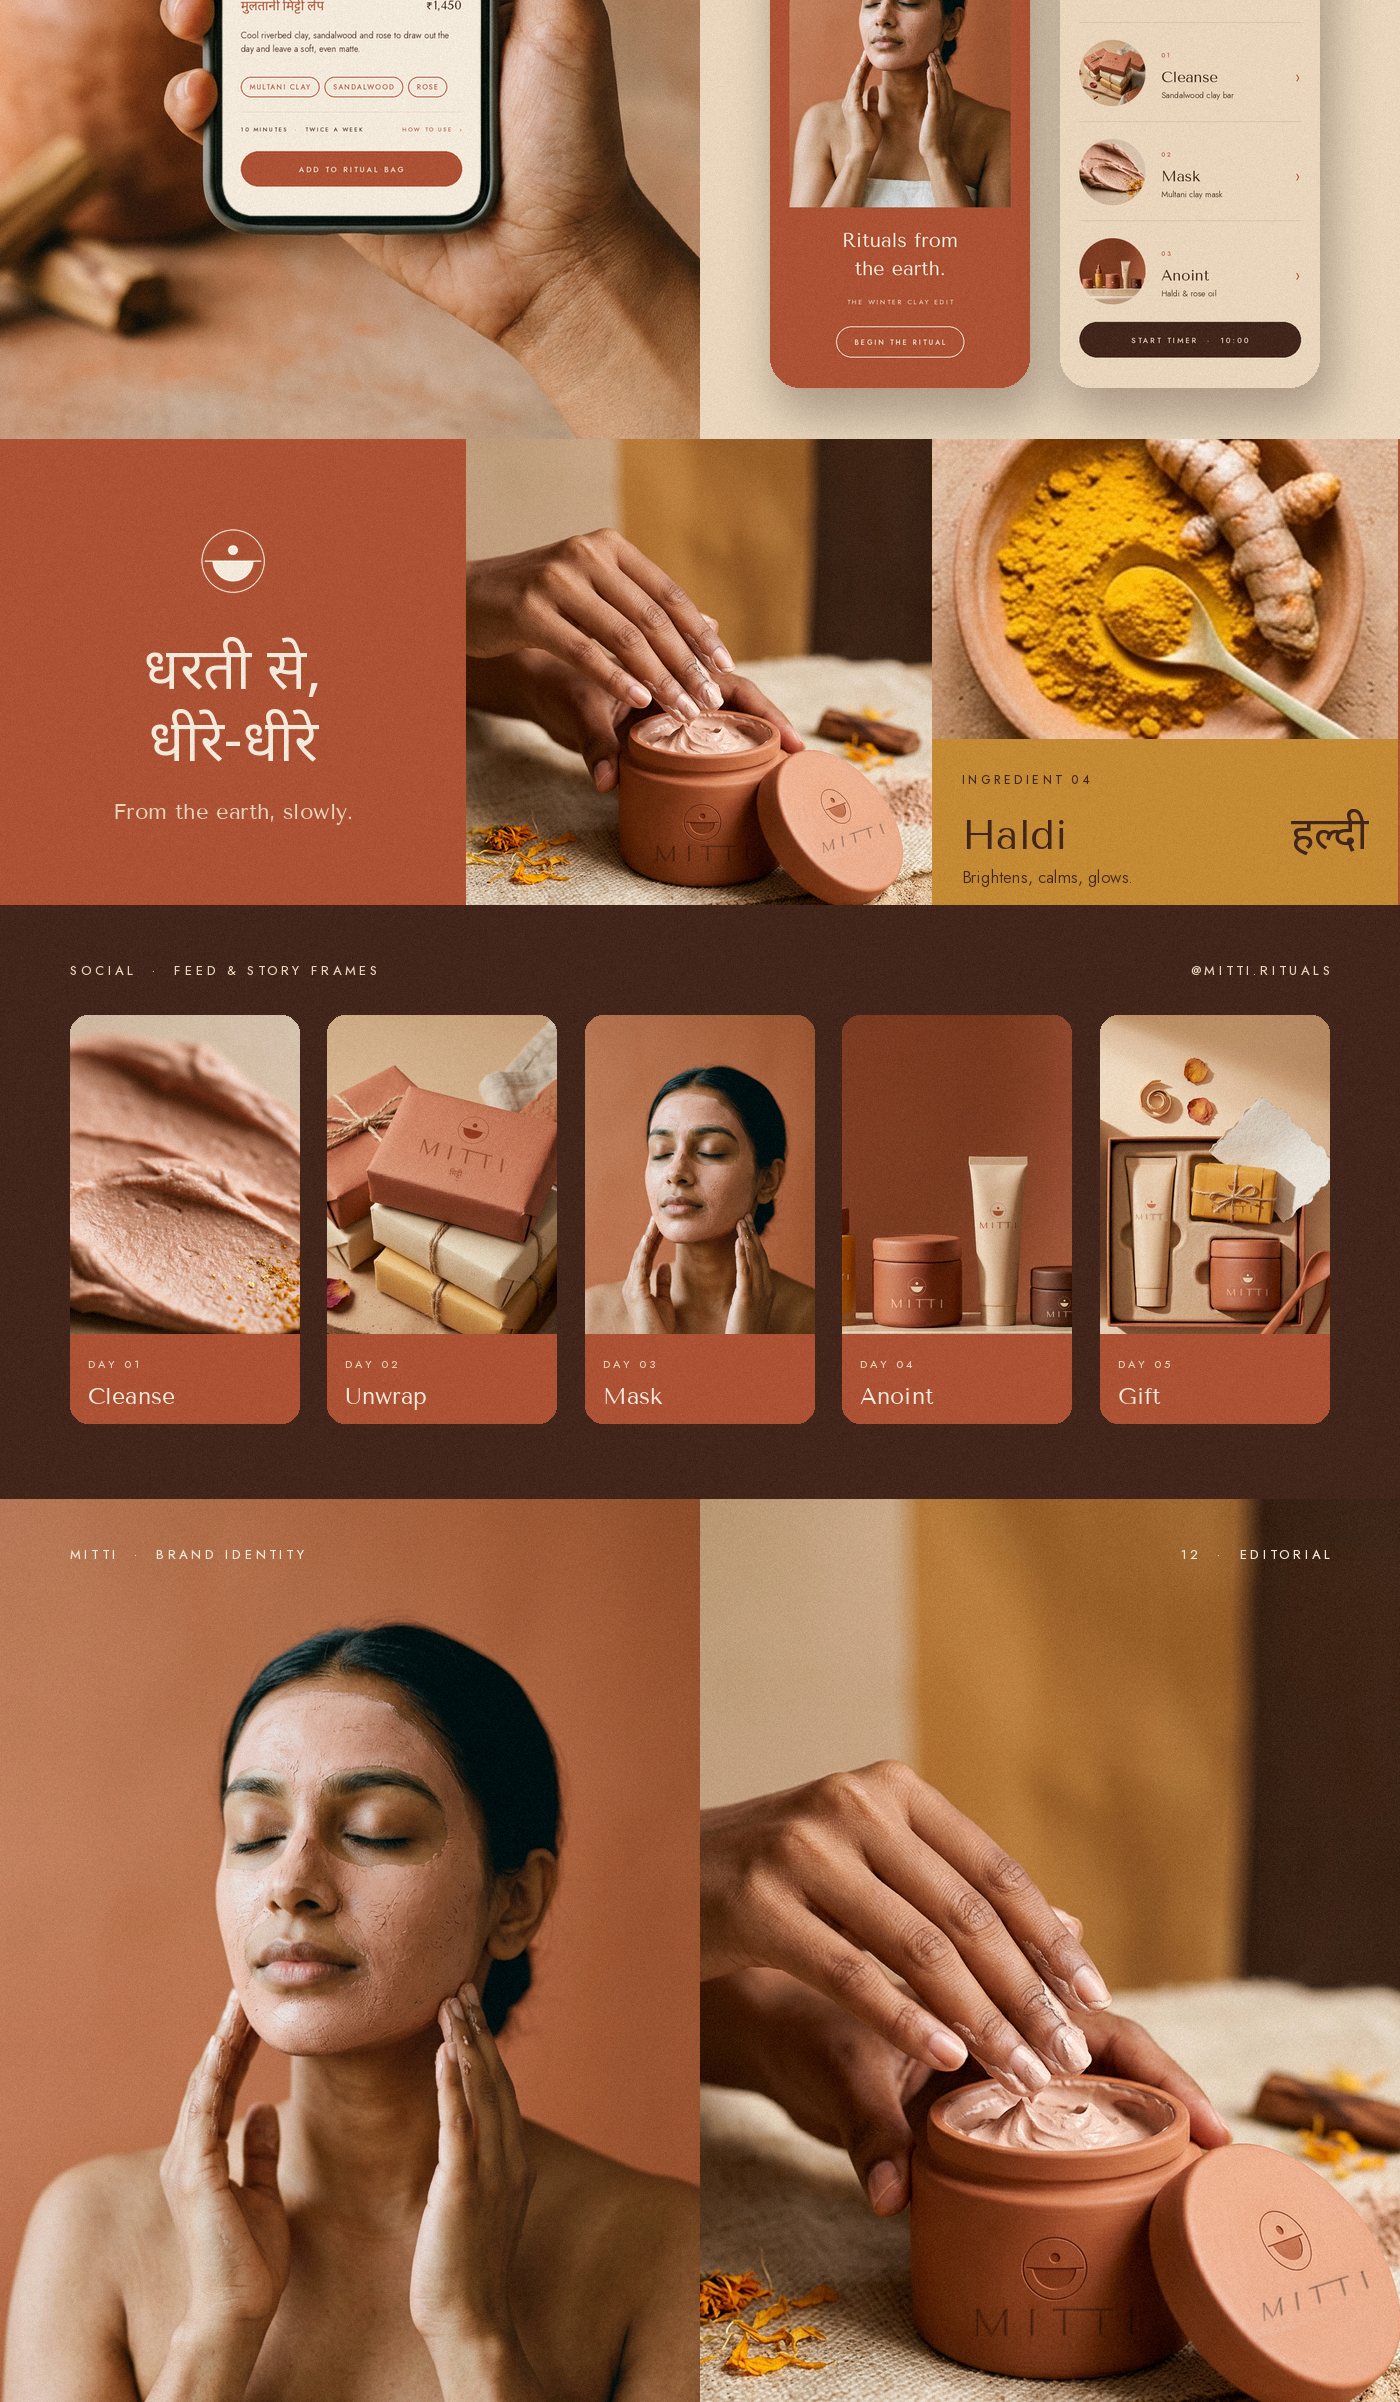 मुलतानी मिट्टी लेप
₹1,450
Cool riverbed clay, sandalwood and rose to draw out the
day and leave a soft, even matte.
MULTANI CLAY
SANDALWOOD
ROSE
10 MINUTES · TWICE A WEEK
HOW TO USE ›
ADD TO RITUAL BAG
Rituals from
the earth.
THE WINTER CLAY EDIT
BEGIN THE RITUAL
01
Cleanse
Sandalwood clay bar
02
Mask
Multani clay mask
03
Anoint
Haldi & rose oil
START TIMER · 10:00
धरती से,
धीरे-धीरे
From the earth, slowly.
MITTI
MITTI
INGREDIENT 04
Haldi
हल्दी
Brightens, calms, glows.
SOCIAL · FEED & STORY FRAMES
@MITTI.RITUALS
MITTI
मिट्टी
MITTI
MITTI
MITTI
MITTI
DAY 01
Cleanse
DAY 02
Unwrap
DAY 03
Mask
DAY 04
Anoint
DAY 05
Gift
MITTI · BRAND IDENTITY
12 · EDITORIAL
MITTI
MITTI